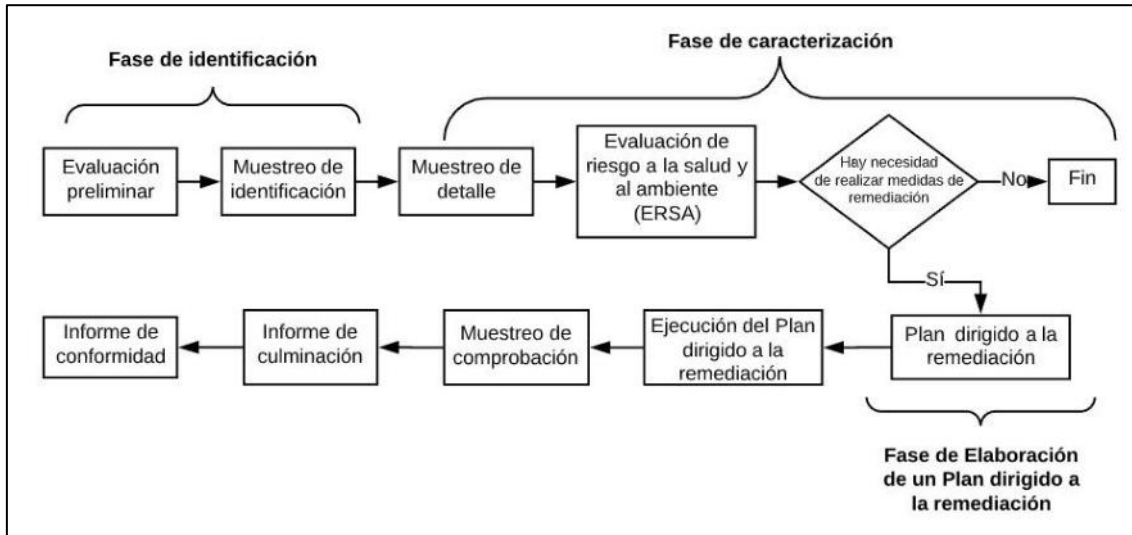 Fase de identificación
Fase de caracterización
Evaluación
preliminar
Muestreo de
identificación
Muestreo de
detalle
Evaluación de
riesgo a la salud y
al ambiente
(ERSA)
Hay necesidad
de realizar medidas de
remediación
No
Fin
Sí
Informe de
conformidad
Informe de
culminación
Muestreo de
comprobación
Ejecución del Plan
dirigido a la
remediación
Plan dirigido a la
remediación
Fase de Elaboración
de un Plan dirigido a
la remediación